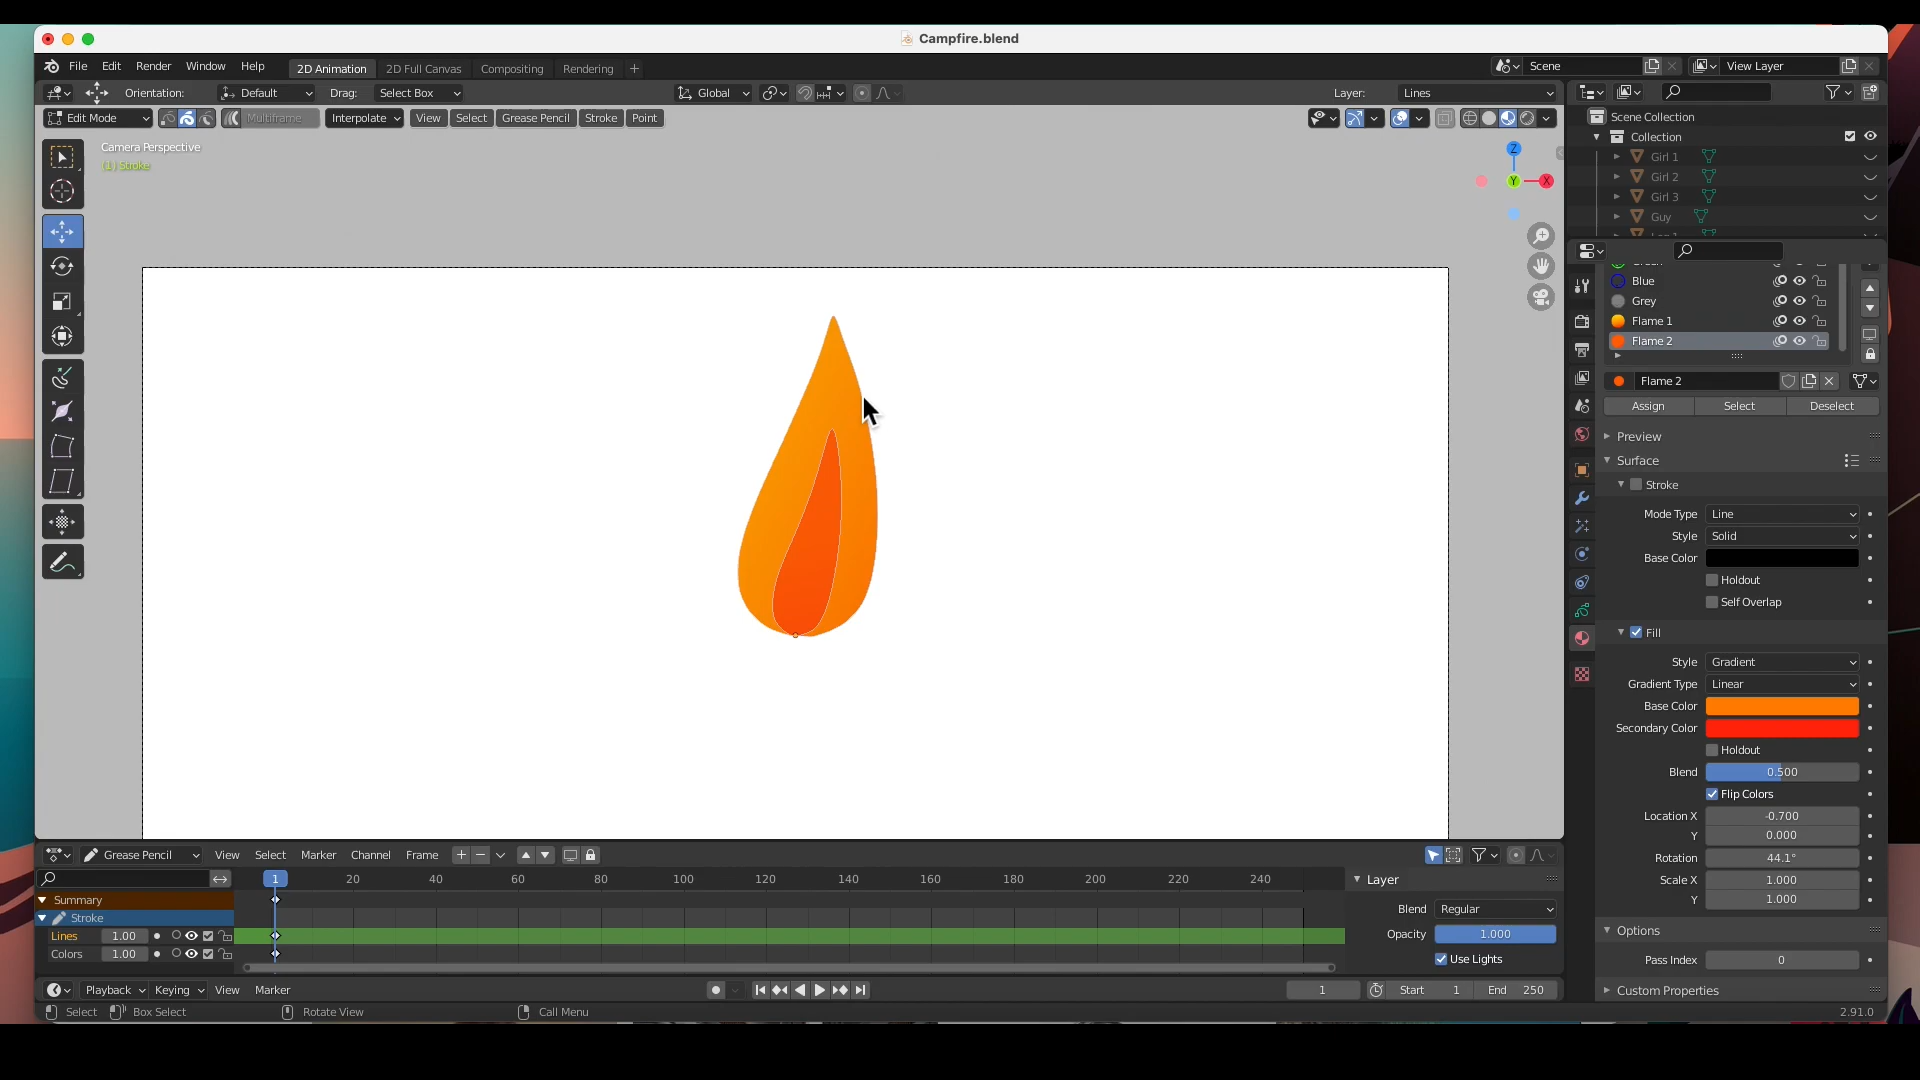 Campfire.blend
File Edit Render Window Help 2D Animation 2D Full Canvas Compositing Rendering + Scene View Layer
Orientation: Default Drag: Select Box Global Layer: Lines
Edit Mode Multiframe Interpolate View Select Grease Pencil Stroke Point
Camera Perspective
(1) Stroke
Z
Y
X
Scene Collection
Collection
Girl 1
Girl 2
Girl 3
Guy
Blue
Grey
Flame 1
Flame 2
Flame 2
Assign Select Deselect
Preview
Surface
Stroke
Mode Type Line
Style Solid
Base Color
Holdout
Self Overlap
Fill
Style Gradient
Gradient Type Linear
Base Color
Secondary Color
Holdout
Blend 0.500
Flip Colors
Location X -0.700
Y 0.000
Rotation 44.1°
Scale X 1.000
Y 1.000
Options
Pass Index 0
Custom Properties
Grease Pencil View Select Marker Channel Frame
1 20 40 60 80 100 120 140 160 180 200 220 240
Summary
Stroke
Lines 1.00
Colors 1.00
Layer
Blend Regular
Opacity 1.000
Use Lights
Playback Keying View Marker 1 Start 1 End 250
Select Box Select Rotate View Call Menu 2.91.0